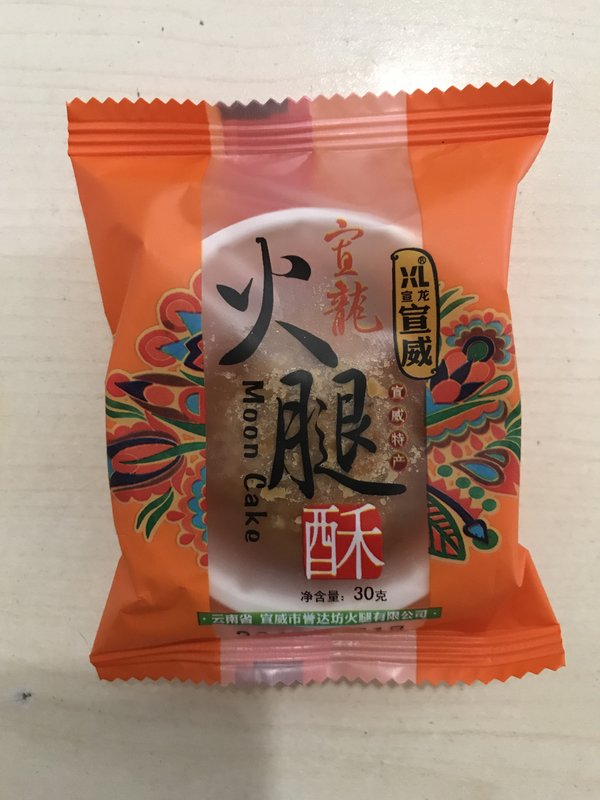 宣龍
火腿
酥
Moon Cake
XL®
宣龙
宣威
宣威特产
净含量：30克
·云南省 宣威市誉达坊火腿有限公司·